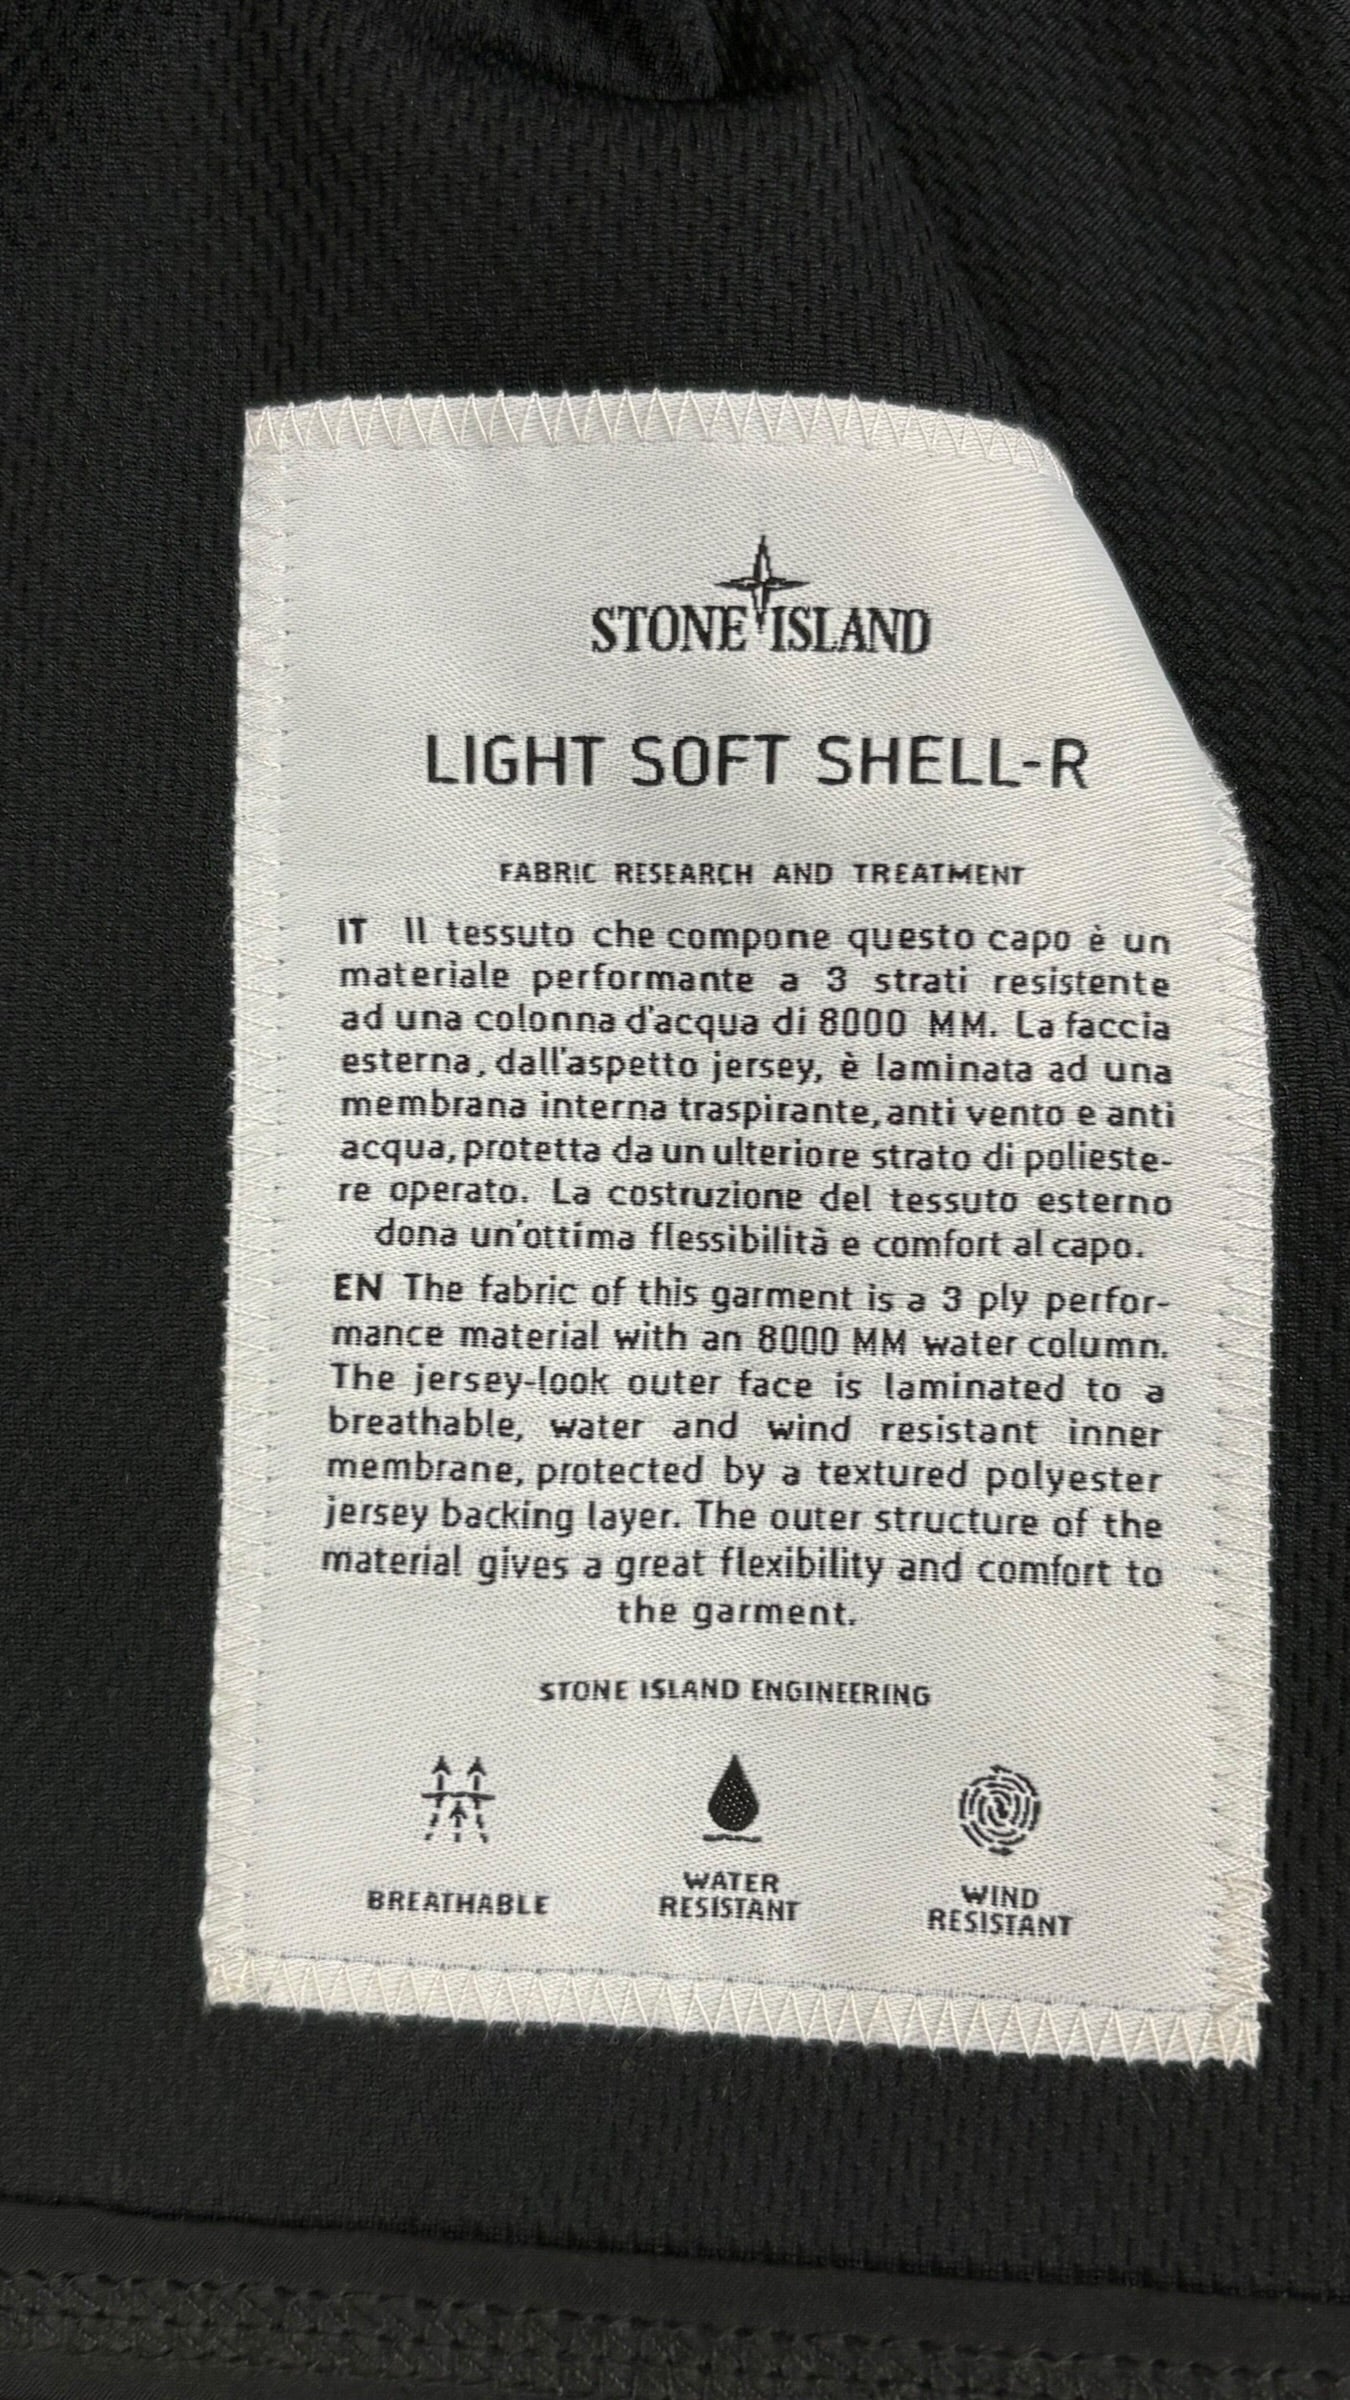 STONE ISLAND
LIGHT SOFT SHELL-R
FABRIC RESEARCH AND TREATMENT
IT Il tessuto che compone questo capo è un
materiale performante a 3 strati resistente
ad una colonna d'acqua di 8000 MM. La faccia
esterna, dall'aspetto jersey, è laminata ad una
membrana interna traspirante, anti vento e anti
acqua, protetta da un ulteriore strato di polieste-
re operato. La costruzione del tessuto esterno
dona un'ottima flessibilità e comfort al capo.
EN The fabric of this garment is a 3 ply perfor-
mance material with an 8000 MM water column.
The jersey-look outer face is laminated to a
breathable, water and wind resistant inner
membrane, protected by a textured polyester
jersey backing layer. The outer structure of the
material gives a great flexibility and comfort to
the garment.
STONE ISLAND ENGINEERING
BREATHABLE
WATER
RESISTANT
WIND
RESISTANT